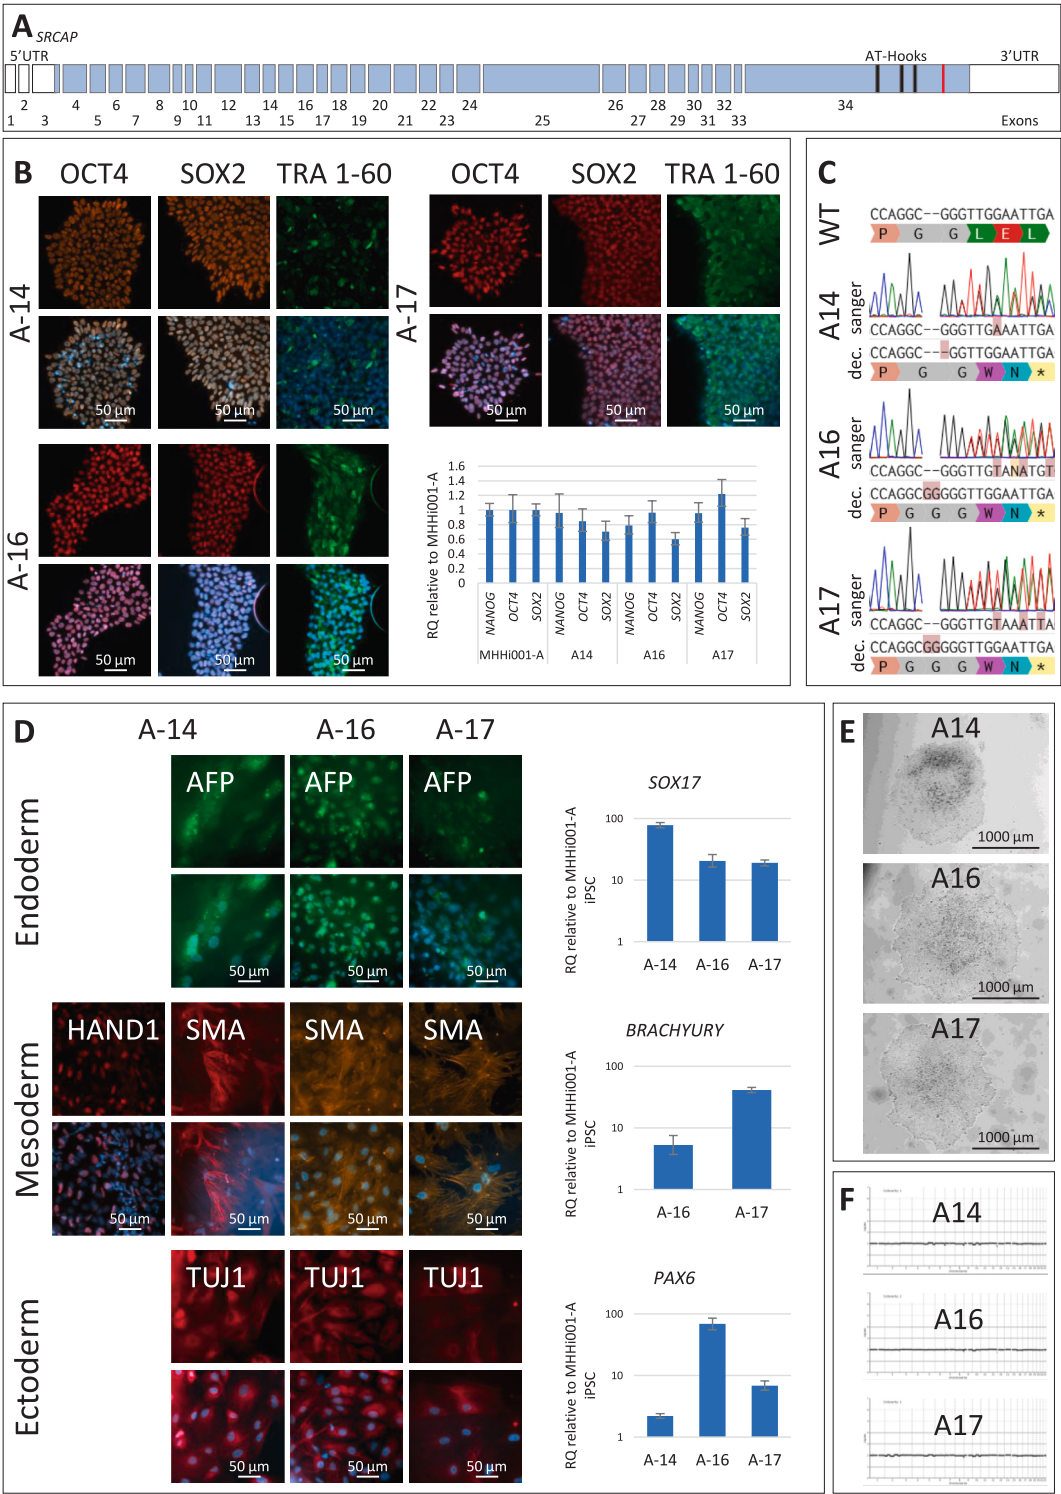 A SRCAP
5'UTR AT-Hooks 3'UTR
2 4 6 8 10 12 14 16 18 20 22 24 26 28 30 32 34
1 3 5 7 9 11 13 15 17 19 21 23 25 27 29 31 33 Exons
B
OCT4 SOX2 TRA 1-60
A-14
50 µm 50 µm 50 µm
OCT4 SOX2 TRA 1-60
A-17
50 µm 50 µm 50 µm
A-16
50 µm 50 µm 50 µm
RQ relative to MHHi001-A
1.6
1.4
1.2
1
0.8
0.6
0.4
0.2
0
NANOG OCT4 SOX2 NANOG OCT4 SOX2 NANOG OCT4 SOX2 NANOG OCT4 SOX2
MHHi001-A A14 A16 A17
C
WT
CCAGGC--GGGTTGGAATTGA
P G G L E L
A14
sanger
CCAGGC--GGGTTGAAATTGA
dec.
CCAGGC---GGTTGGAATTGA
P G G W N *
A16
sanger
CCAGGC--GGGTTGTANATGT
dec.
CCAGGCGGGGGTTGGAATTGA
P G G G W N *
A17
sanger
CCAGGC--GGGTTGTAAATTA
dec.
CCAGGCGGGGGTTGGAATTGA
P G G G W N *
D
A-14 A-16 A-17
Endoderm
AFP AFP AFP
50 µm 50 µm 50 µm
SOX17
RQ relative to MHHi001-A
iPSC
100
10
1
A-14 A-16 A-17
Mesoderm
HAND1 SMA SMA SMA
50 µm 50 µm 50 µm 50 µm
BRACHYURY
RQ relative to MHHi001-A
iPSC
100
10
1
A-16 A-17
Ectoderm
TUJ1 TUJ1 TUJ1
50 µm 50 µm 50 µm
PAX6
RQ relative to MHHi001-A
iPSC
100
10
1
A-14 A-16 A-17
E
A14
1000 µm
A16
1000 µm
A17
1000 µm
F
A14
A16
A17